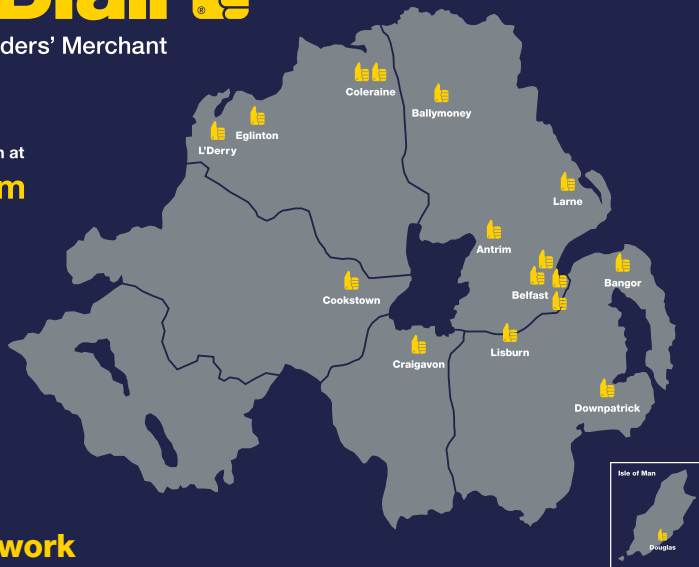 Blair
®
ders' Merchant
Coleraine
Ballymoney
Eglinton
L'Derry
n at
m
Larne
Antrim
Bangor
Belfast
Cookstown
Lisburn
Craigavon
Downpatrick
Isle of Man
Douglas
work